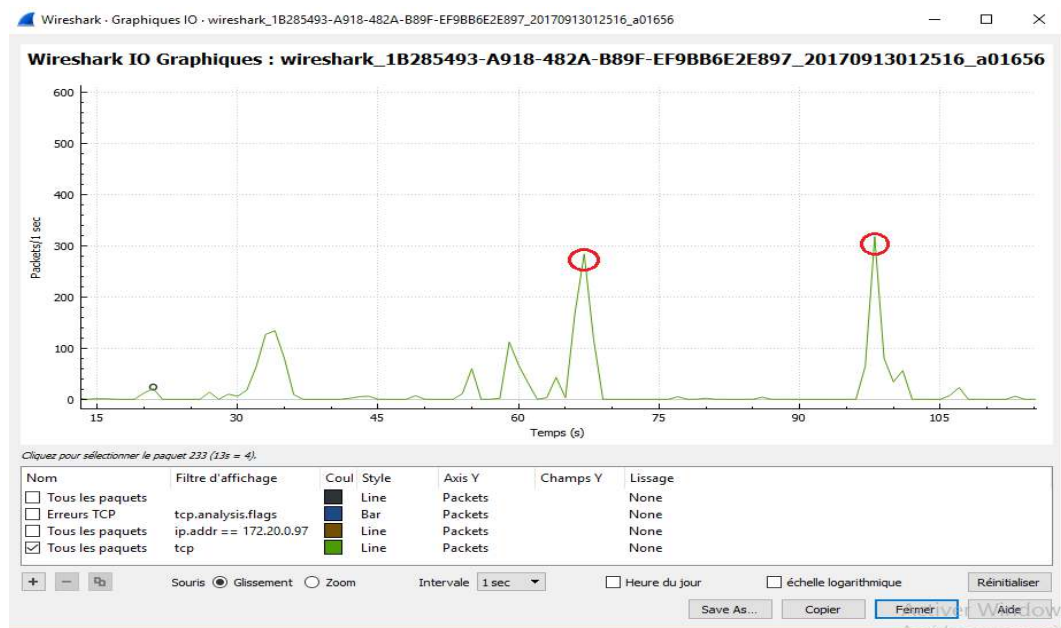 Wireshark · Graphiques IO · wireshark_1B285493-A918-482A-B89F-EF9BB6E2E897_20170913012516_a01656
Wireshark IO Graphiques : wireshark_1B285493-A918-482A-B89F-EF9BB6E2E897_20170913012516_a01656
600
500
400
300
200
100
0
Packets/1 sec
15 30 45 60 75 90 105
Temps (s)
Cliquez pour sélectionner le paquet 233 (13s = 4).
Nom Filtre d'affichage Coul Style Axis Y Champs Y Lissage
Tous les paquets Line Packets None
Erreurs TCP tcp.analysis.flags Bar Packets None
Tous les paquets ip.addr == 172.20.0.97 Line Packets None
Tous les paquets tcp Line Packets None
+ − Souris Glissement Zoom Intervale 1 sec Heure du jour échelle logarithmique Réinitialiser
Save As... Copier Fermer Aide